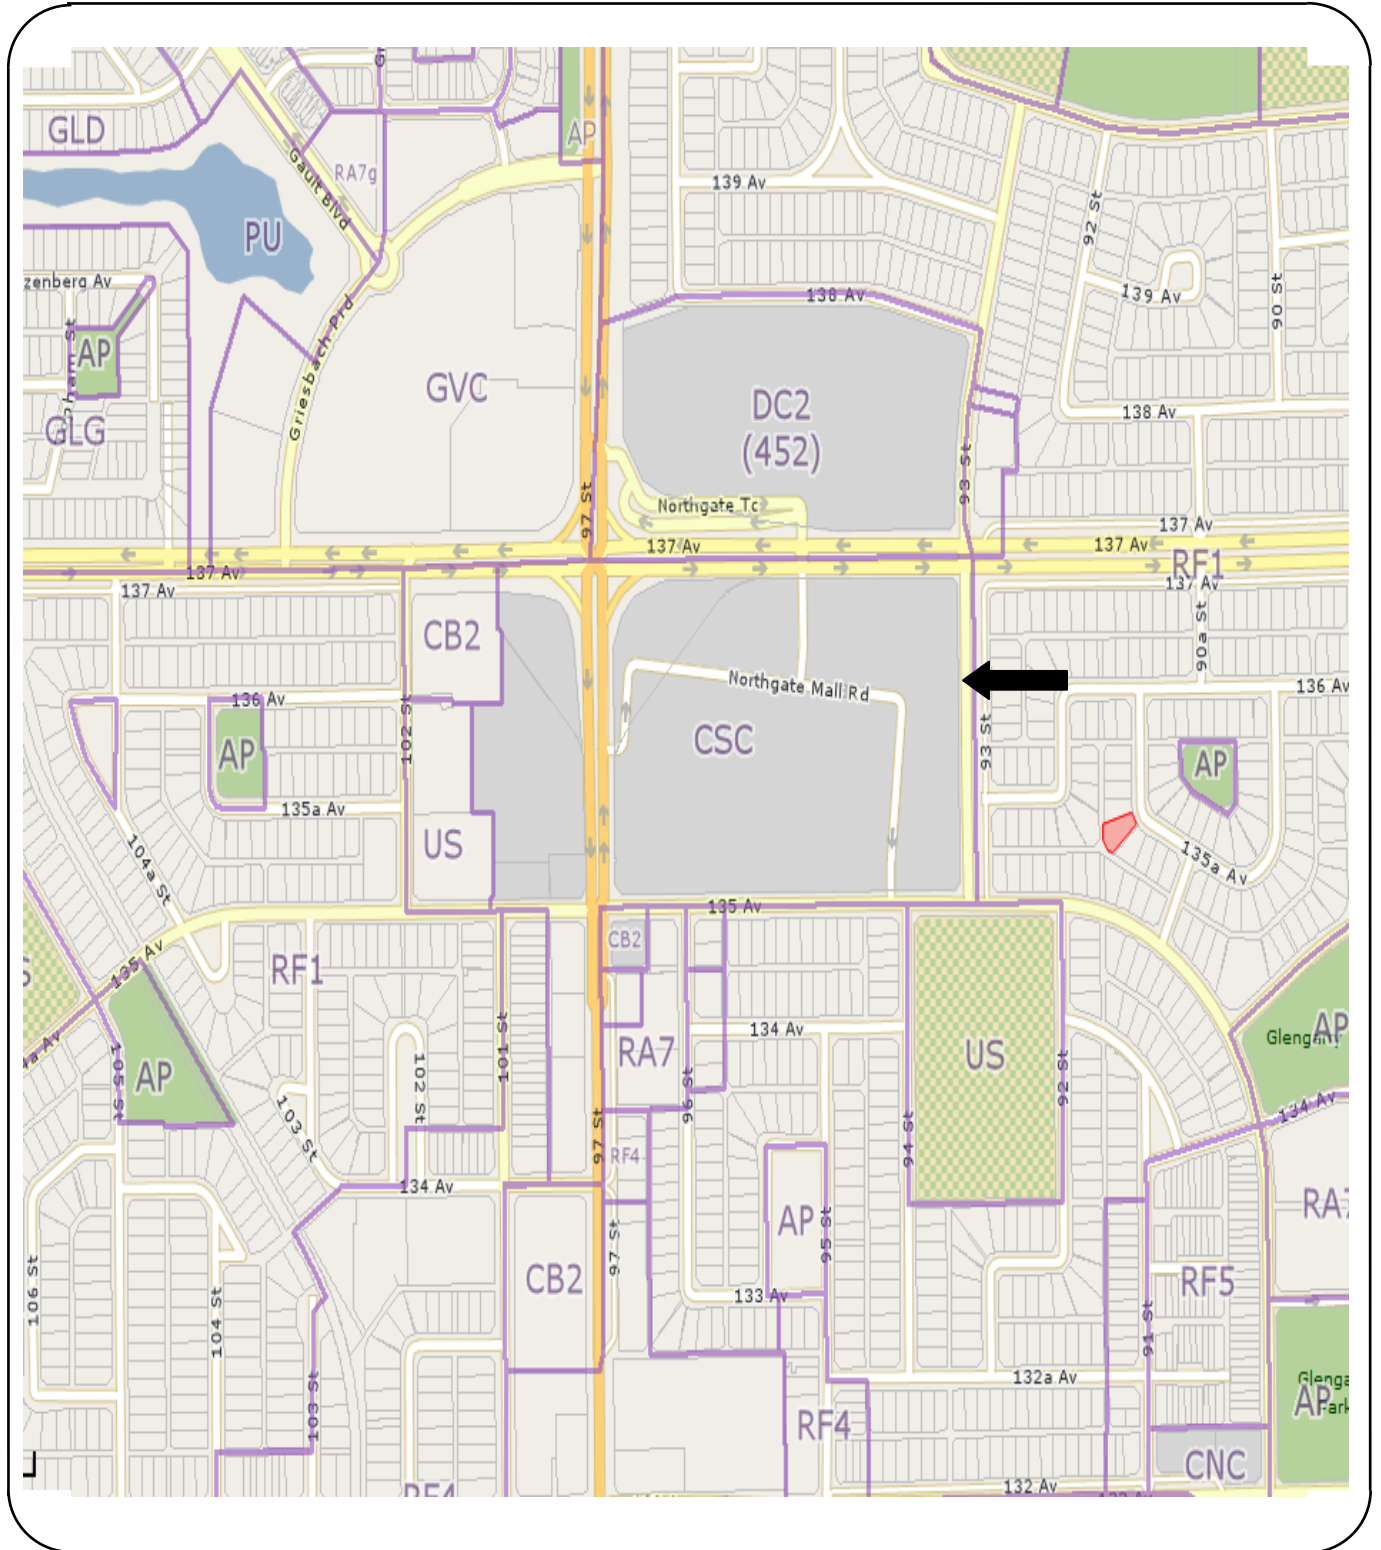 AP
GLD
RA7g
Gault Blvd
139 Av
92 St
PU
zenberg Av
138 Av
139 Av
90 St
Griesbach Prd
AP
GVC
DC2
(452)
GLG
138 Av
93 St
97 St
Northgate Tc
137 Av
137 Av
137 Av
RF1
137 Av
137 Av
137 Av
CB2
90a St
136 Av
Northgate Mall Rd
136 Av
102 St
93 St
AP
CSC
AP
135a Av
US
104a St
135a Av
135 Av
135 Av
CB2
RF1
AP
Glengarry
134 Av
RA7
US
101 St
102 St
92 St
AP
105 St
96 St
134 Av
103 St
97 St
94 St
RF4
134 Av
AP
95 St
RA7
97 St
106 St
104 St
CB2
133 Av
RF5
91 St
103 St
132a Av
Glenga
AP
Park
RF4
CNC
132 Av
RF4